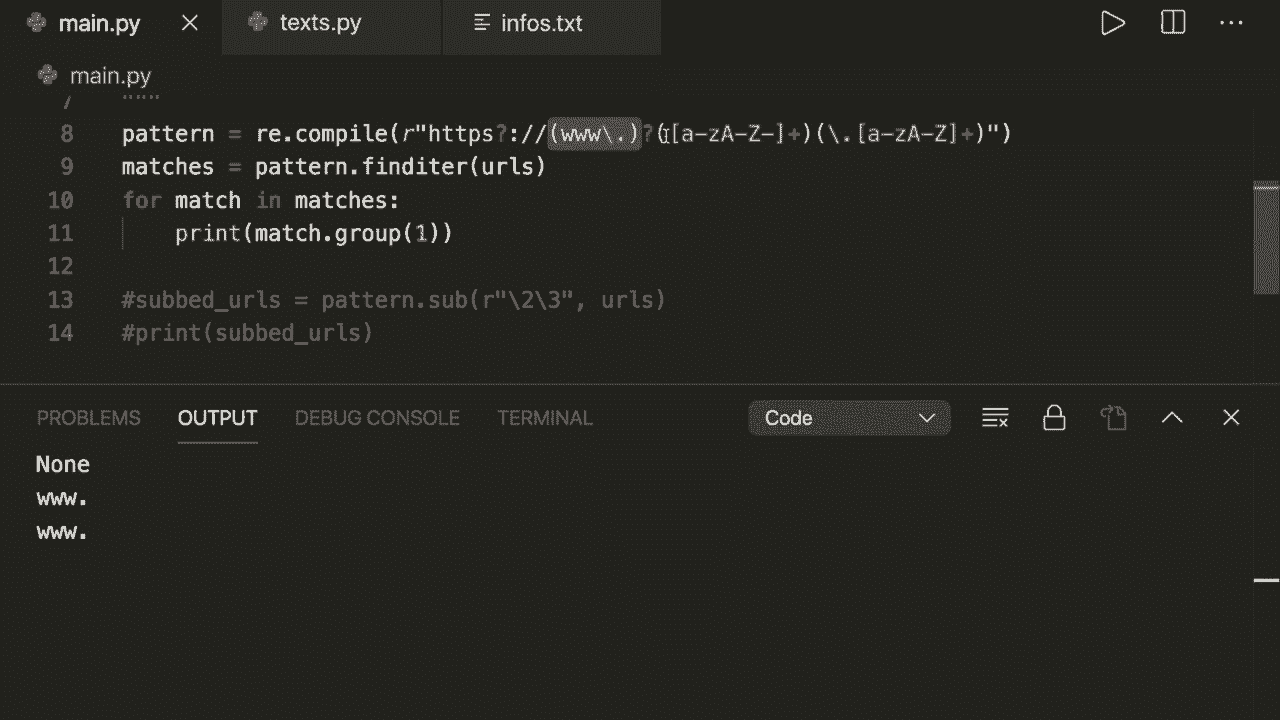 main.py texts.py infos.txt ...
main.py
7 """
8 pattern = re.compile(r"https?://(www\.)?([a-zA-Z-]+)(\.[a-zA-Z]+)")
9 matches = pattern.finditer(urls)
10 for match in matches:
11 print(match.group(1))
12
13 #subbed_urls = pattern.sub(r"\2\3", urls)
14 #print(subbed_urls)
PROBLEMS OUTPUT DEBUG CONSOLE TERMINAL Code
None
www.
www.